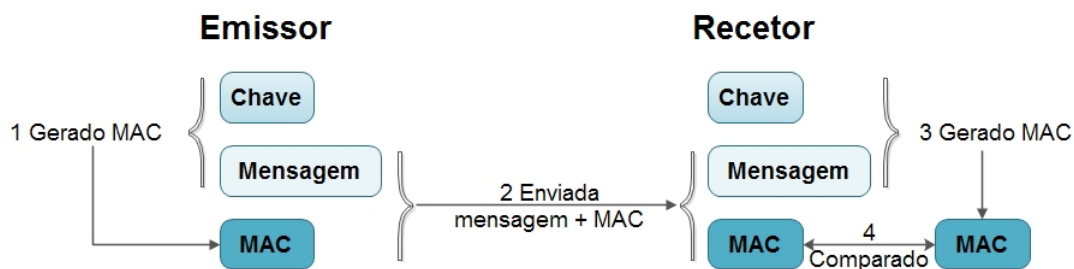 Emissor
Recetor
1 Gerado MAC
Chave
Mensagem
MAC
2 Enviada
mensagem + MAC
Chave
Mensagem
MAC
3 Gerado MAC
4
Comparado
MAC